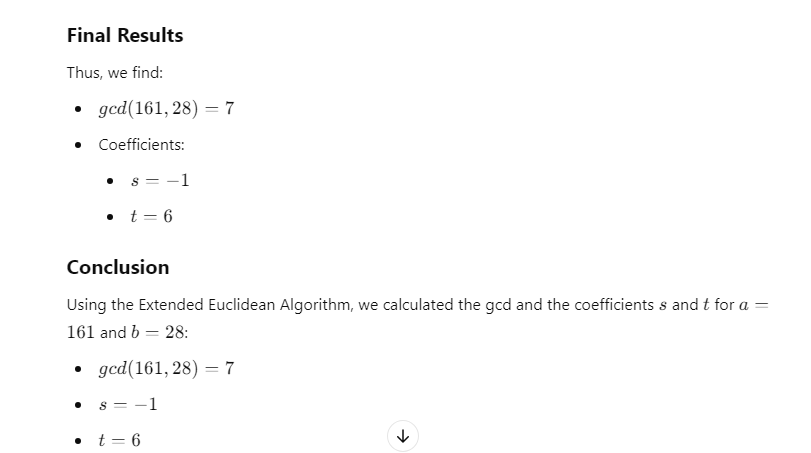 Final Results
Thus, we find:
• gcd(161, 28) = 7
• Coefficients:
• s = −1
• t = 6
Conclusion
Using the Extended Euclidean Algorithm, we calculated the gcd and the coefficients s and t for a =
161 and b = 28:
• gcd(161, 28) = 7
• s = −1
• t = 6